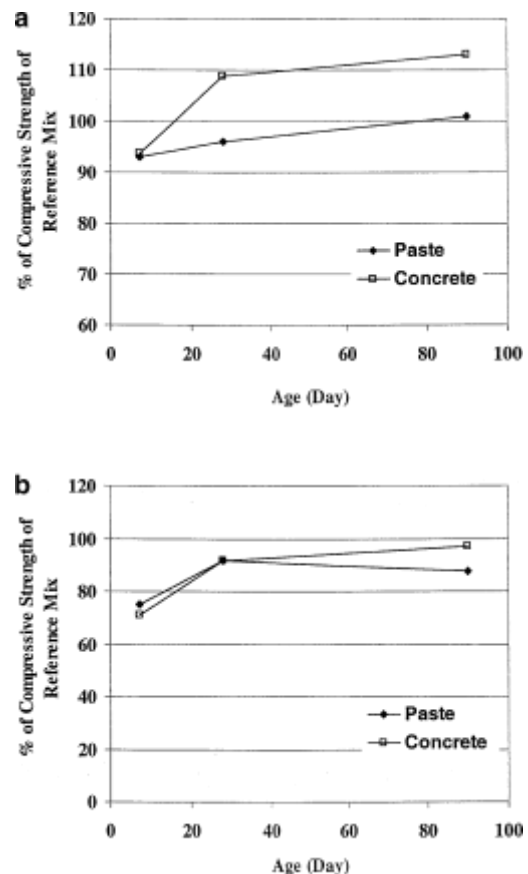 a
120
110
100
90
80
70
60
% of Compressive Strength of
Reference Mix
Paste
Concrete
0 20 40 60 80 100
Age (Day)
b
120
100
80
60
40
20
0
% of Compressive Strength of
Reference Mix
Paste
Concrete
0 20 40 60 80 100
Age (Day)